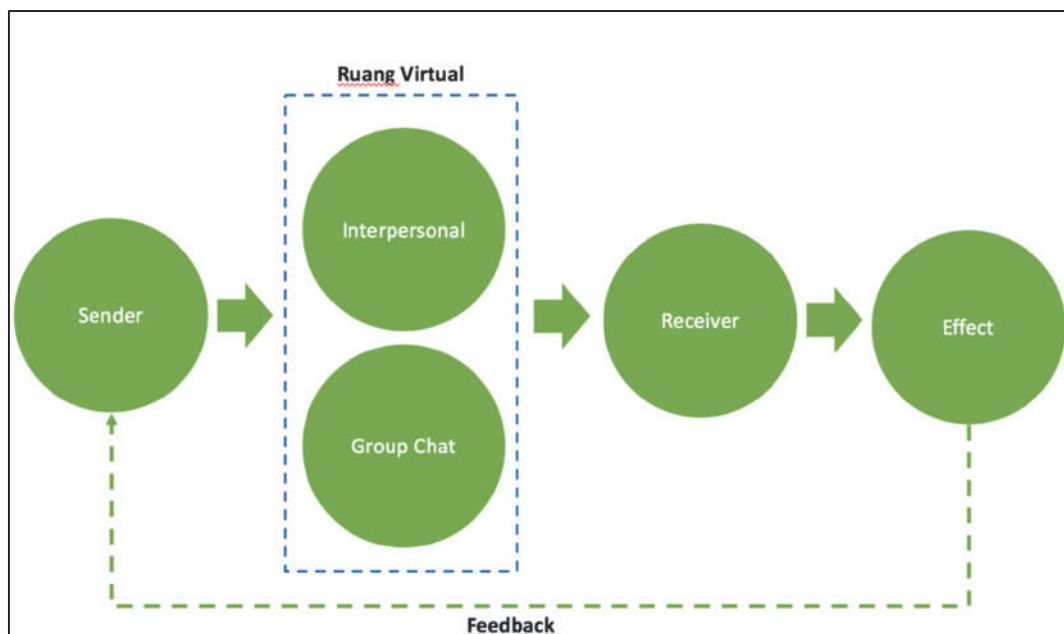 Ruang Virtual
Interpersonal
Sender
Receiver
Effect
Group Chat
Feedback